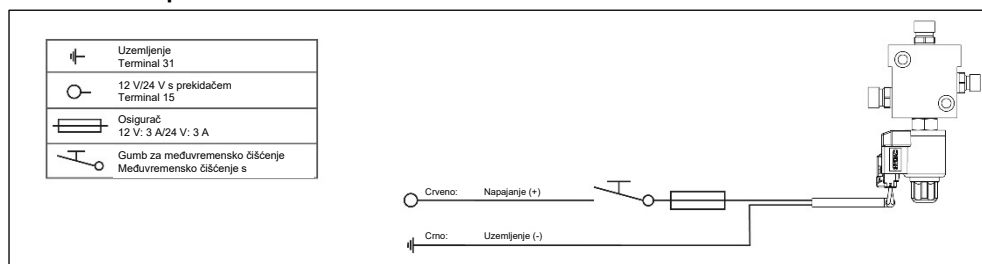 Uzemljenje
Terminal 31
12 V/24 V s prekidačem
Terminal 15
Osigurač
12 V: 3 A/24 V: 3 A
Gumb za međuvremensko čišćenje
Međuvremensko čišćenje s
Crveno: Napajanje (+)
Crno: Uzemljenje (-)